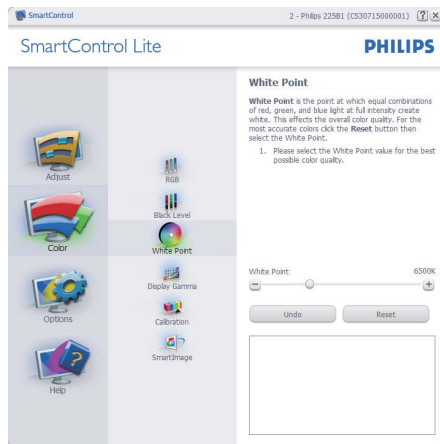 SmartControl
2 - Philips 225B1 (CS30715000001)
SmartControl Lite
PHILIPS
Adjust
Color
Options
Help
RGB
Black Level
White Point
Display Gamma
Calibration
SmartImage
White Point
White Point is the point at which equal combinations
of red, green, and blue light at full intensity create
white. This effects the overall color quality. For the
most accurate colors click the Reset button then
select the White Point.
1. Please select the White Point value for the best
possible color quality.
White Point 6500K
Undo Reset